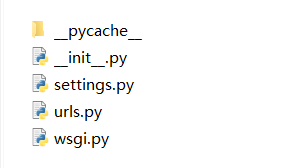 __pycache__
__init__.py
settings.py
urls.py
wsgi.py